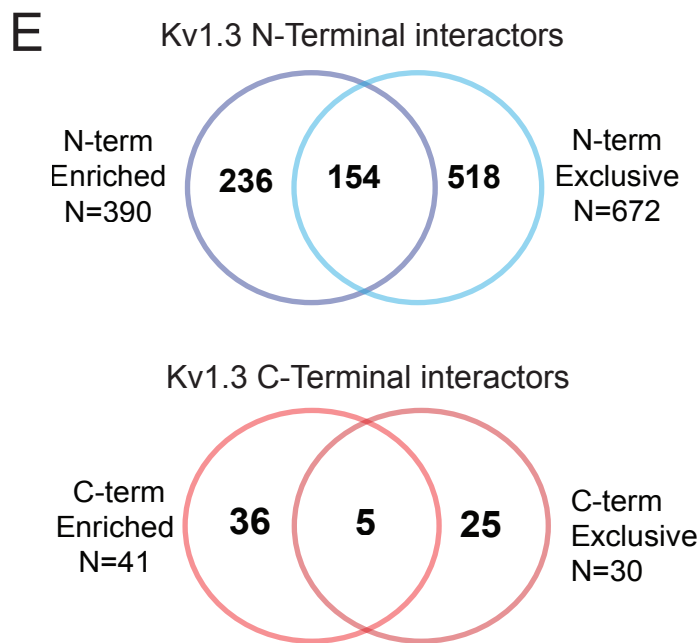 E
Kv1.3 N-Terminal interactors
N-term
Enriched
N=390
236
154
518
N-term
Exclusive
N=672
Kv1.3 C-Terminal interactors
C-term
Enriched
N=41
36
5
25
C-term
Exclusive
N=30